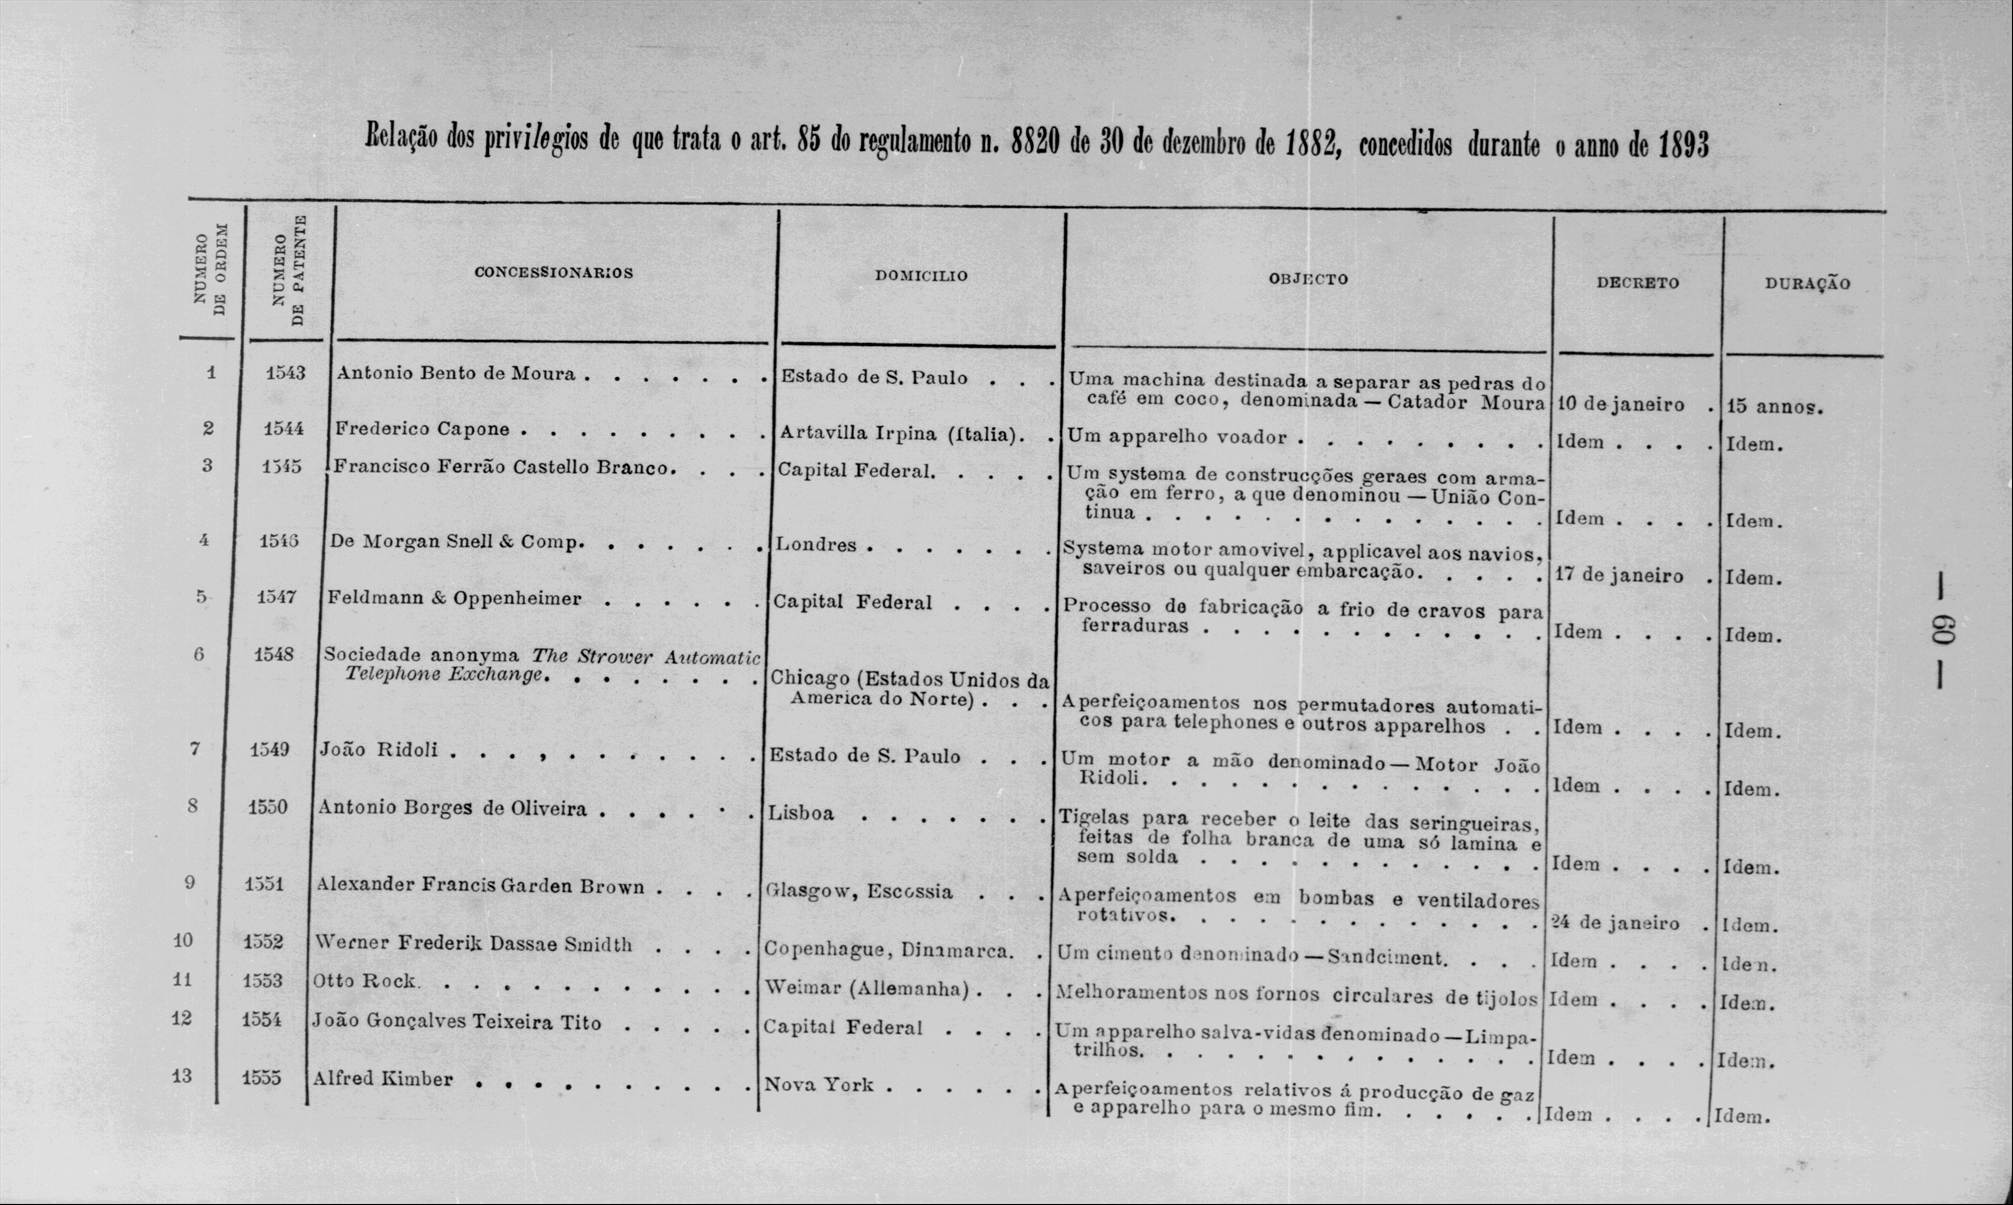 Relação dos privilegios de que trata o art. 85 do regulamento n. 8820 de 30 de dezembro de 1882, concedidos durante o anno de 1893
NUMERO DE ORDEM NUMERO DE PATENTE CONCESSIONARIOS DOMICILIO OBJECTO DECRETO DURAÇÃO
1 1543 Antonio Bento de Moura . . . . . . . Estado de S. Paulo . . . Uma machina destinada a separar as pedras do
café em coco, denominada — Catador Moura 10 de janeiro . 15 annos.
2 1544 Frederico Capone . . . . . . . . . Artavilla Irpina (Italia). . Um apparelho voador . . . . . . . . . Idem . . . . Idem.
3 1545 Francisco Ferrão Castello Branco. . . . Capital Federal. . . . . Um systema de construcções geraes com arma-
ção em ferro, a que denominou — União Con-
tinua . . . . . . . . . . . . . . Idem . . . . Idem.
4 1546 De Morgan Snell & Comp. . . . . . . Londres . . . . . . . Systema motor amovivel, applicavel aos navios,
saveiros ou qualquer embarcação. . . . . 17 de janeiro . Idem.
5 1547 Feldmann & Oppenheimer . . . . . . Capital Federal . . . . Processo de fabricação a frio de cravos para
ferraduras . . . . . . . . . . . . Idem . . . . Idem.
6 1548 Sociedade anonyma The Strower Automatic
Telephone Exchange. . . . . . . . Chicago (Estados Unidos da
America do Norte) . . . Aperfeiçoamentos nos permutadores automati-
cos para telephones e outros apparelhos . . Idem . . . . Idem.
7 1549 João Ridoli . . . , . . . . . . . Estado de S. Paulo . . . Um motor a mão denominado — Motor João
Ridoli. . . . . . . . . . . . . . Idem . . . . Idem.
8 1550 Antonio Borges de Oliveira . . . . . . Lisboa . . . . . . . Tigelas para receber o leite das seringueiras,
feitas de folha branca de uma só lamina e
sem solda . . . . . . . . . . . . Idem . . . . Idem.
9 1551 Alexander Francis Garden Brown . . . . Glasgow, Escossia . . . Aperfeiçoamentos em bombas e ventiladores
rotativos. . . . . . . . . . . . . 24 de janeiro . Idem.
10 1552 Werner Frederik Dassae Smidth . . . . Copenhague, Dinamarca. . Um cimento denominado — Sandciment. . . . Idem . . . . Idem.
11 1553 Otto Rock. . . . . . . . . . . . Weimar (Allemanha) . . . Melhoramentos nos fornos circulares de tijolos Idem . . . . Idem.
12 1554 João Gonçalves Teixeira Tito . . . . . Capital Federal . . . . Um apparelho salva-vidas denominado — Limpa-
trilhos. . . . . . . . . . . . . . Idem . . . . Idem.
13 1555 Alfred Kimber . . . . . . . . . . Nova York . . . . . . Aperfeiçoamentos relativos á producção de gaz
e apparelho para o mesmo fim. . . . . . Idem . . . . Idem.
— 60 —